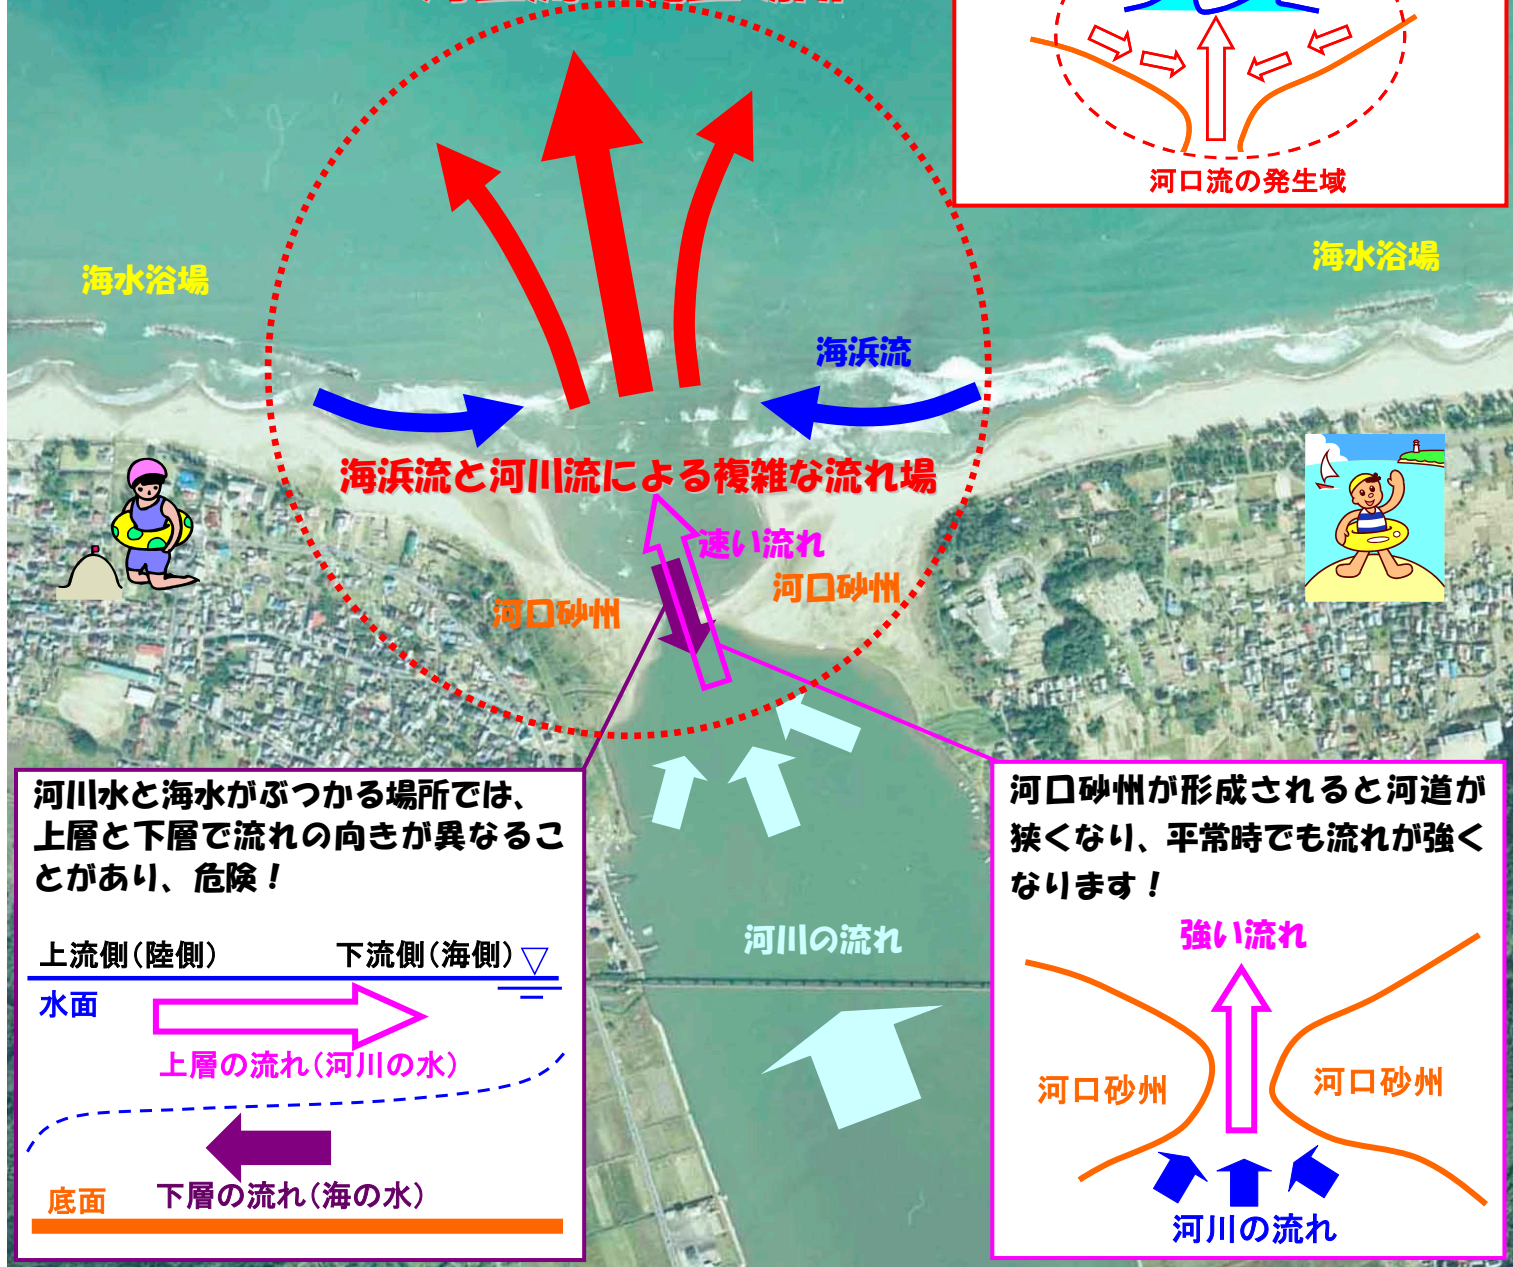 河口流の発生域
海水浴場
海水浴場
海浜流
海浜流と河川流による複雑な流れ場
速い流れ
河口砂州
河口砂州
河川水と海水がぶつかる場所では、
上層と下層で流れの向きが異なるこ
とがあり、危険！
上流側（陸側）
下流側（海側）
水面
上層の流れ（河川の水）
下層の流れ（海の水）
底面
河川の流れ
河口砂州が形成されると河道が
狭くなり、平常時でも流れが強く
なります！
強い流れ
河口砂州
河口砂州
河川の流れ